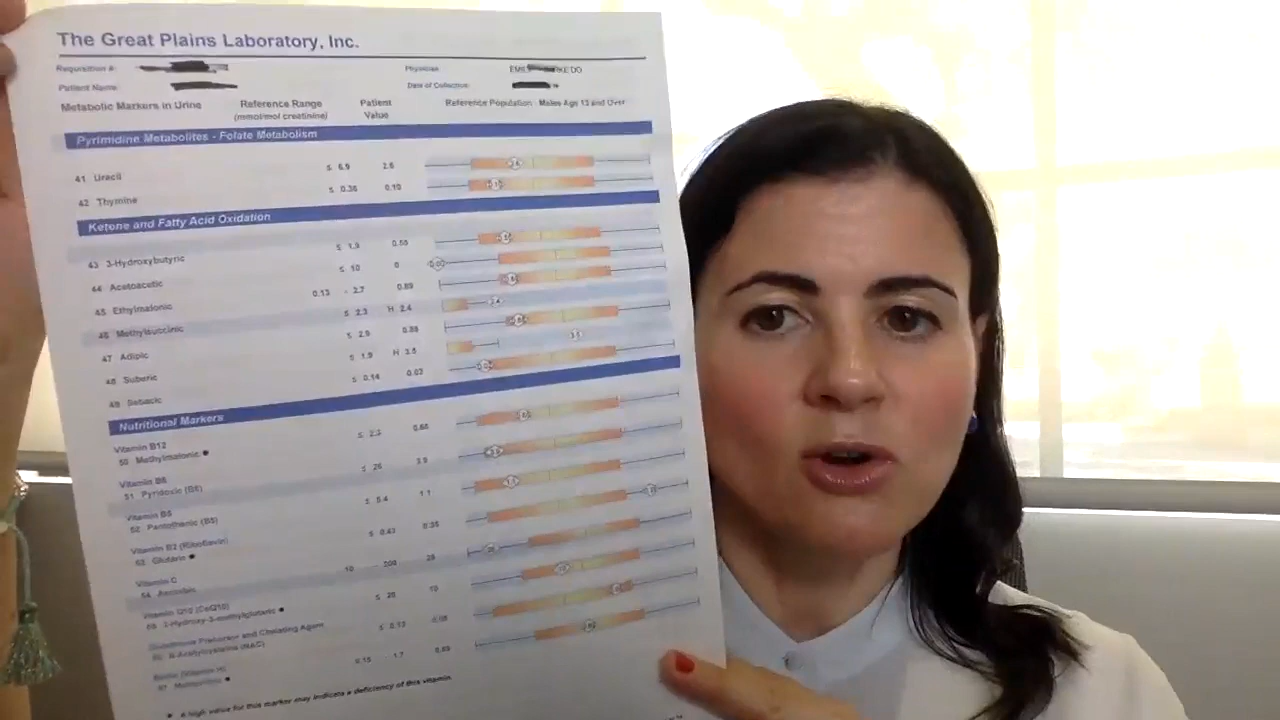 The Great Plains Laboratory, Inc.
Requisition #: Physician: EMILY KE DO
Patient Name: Date of Collection:
Metabolic Markers in Urine Reference Range Patient Reference Population - Males Age 13 and Over
(mmol/mol creatinine) Value
Pyrimidine Metabolites - Folate Metabolism
41 Uracil ≤ 6.9 2.6
42 Thymine ≤ 0.36 0.10
Ketone and Fatty Acid Oxidation
43 3-Hydroxybutyric ≤ 1.9 0.55
44 Acetoacetic ≤ 10 0
45 Ethylmalonic 0.13 - 2.7 0.89
46 Methylsuccinic ≤ 2.3 H 2.4
47 Adipic ≤ 2.9 0.88
48 Suberic ≤ 1.9 H 3.5
49 Sebacic ≤ 0.14 0.02
Nutritional Markers
Vitamin B12
50 Methylmalonic ● ≤ 2.3 0.66
Vitamin B6
51 Pyridoxic (B6) ≤ 26 3.9
Vitamin B5
52 Pantothenic (B5) ≤ 5.4 1.1
Vitamin B2 (Riboflavin)
53 Glutaric ● ≤ 0.43 0.35
Vitamin C
54 Ascorbic 10 - 200 25
Vitamin Q10 (CoQ10)
55 3-Hydroxy-3-methylglutaric ● ≤ 26 10
Glutathione Precursor and Chelating Agent
56 N-Acetylcysteine (NAC) ≤ 0.13
Biotin (Vitamin H)
57 Methylcitric ● 0.15 - 1.7
● A high value for this marker may indicate a deficiency of this vitamin.